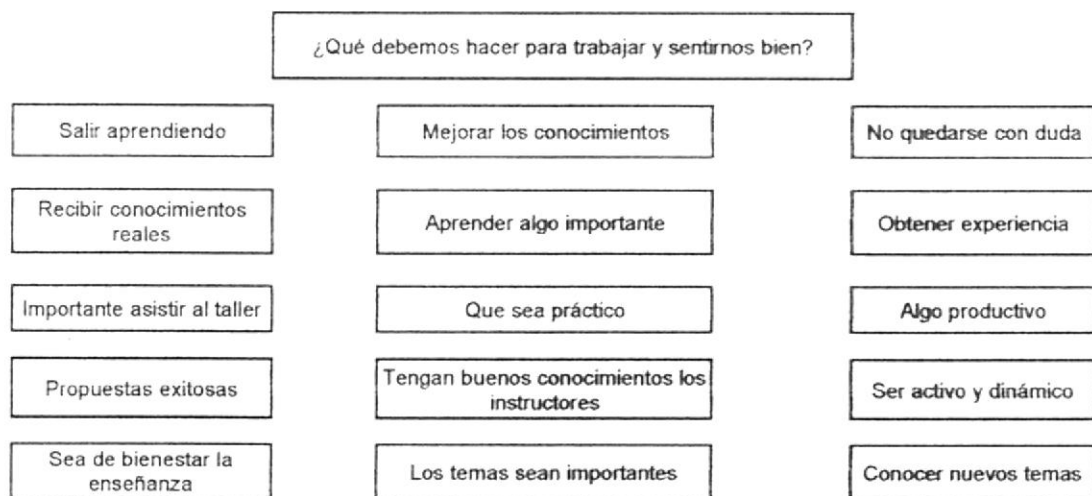 ¿Qué debemos hacer para trabajar y sentirnos bien?
Salir aprendiendo
Mejorar los conocimientos
No quedarse con duda
Recibir conocimientos
reales
Aprender algo importante
Obtener experiencia
Importante asistir al taller
Que sea práctico
Algo productivo
Propuestas exitosas
Tengan buenos conocimientos los
instructores
Ser activo y dinámico
Sea de bienestar la
enseñanza
Los temas sean importantes
Conocer nuevos temas